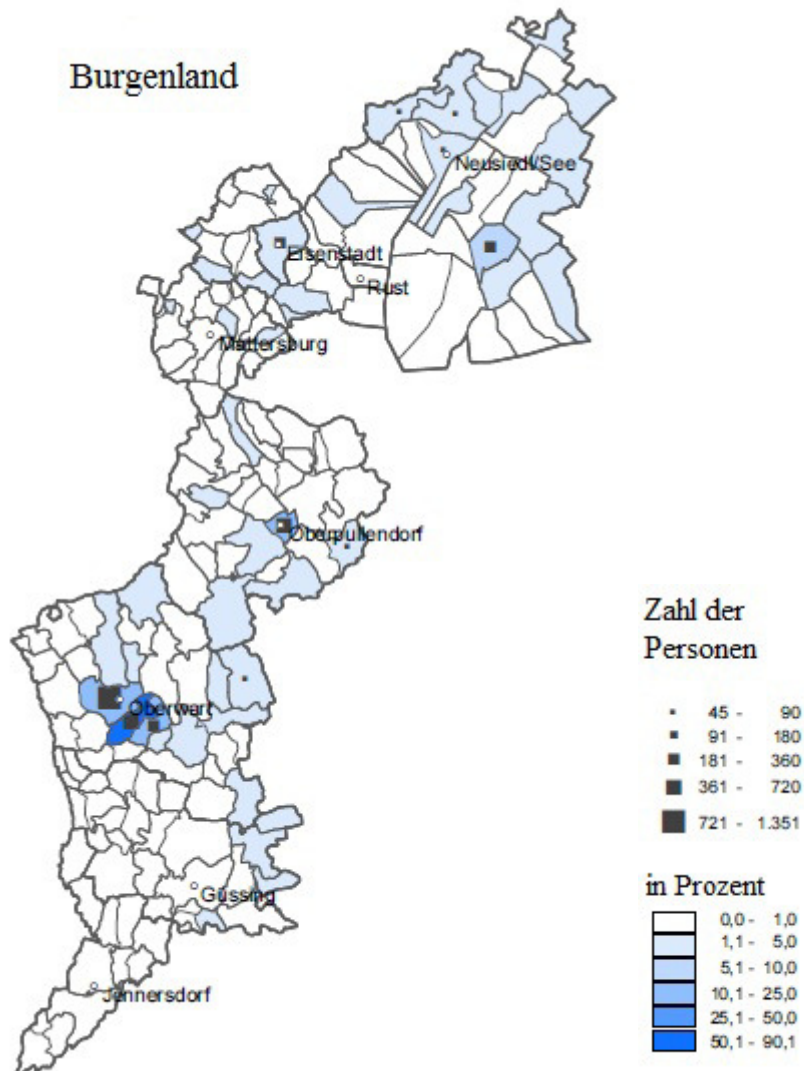 Burgenland
Neusiedl/See
Eisenstadt
Rust
Mattersburg
Oberpullendorf
Zahl der
Personen
45 - 90
91 - 180
181 - 360
361 - 720
721 - 1.351
Oberwart
in Prozent
0,0 - 1,0
1,1 - 5,0
5,1 - 10,0
10,1 - 25,0
25,1 - 50,0
50,1 - 90,1
Güssing
Jennersdorf